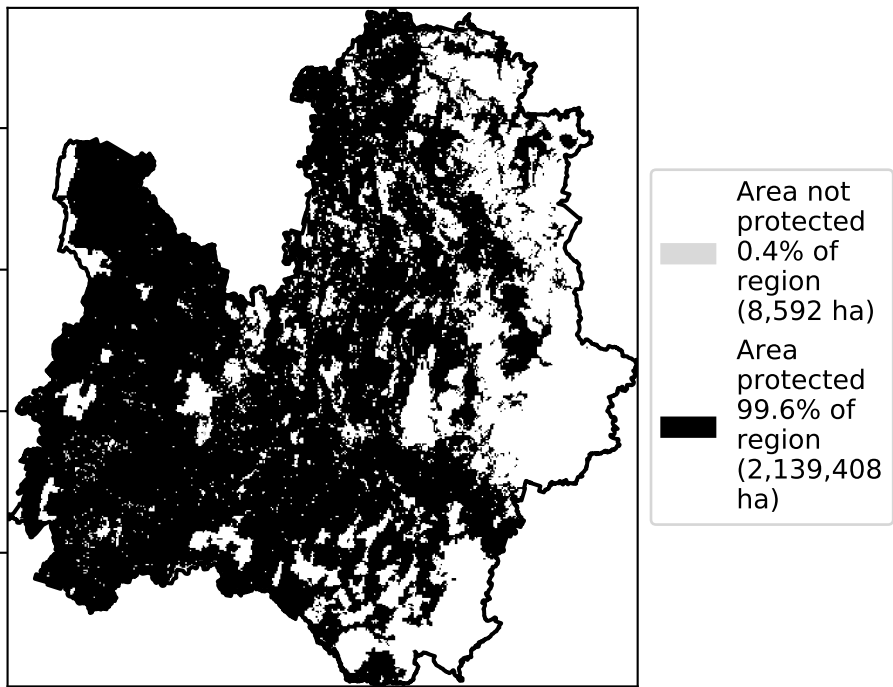 Area not
protected
0.4% of
region
(8,592 ha)
Area
protected
99.6% of
region
(2,139,408
ha)